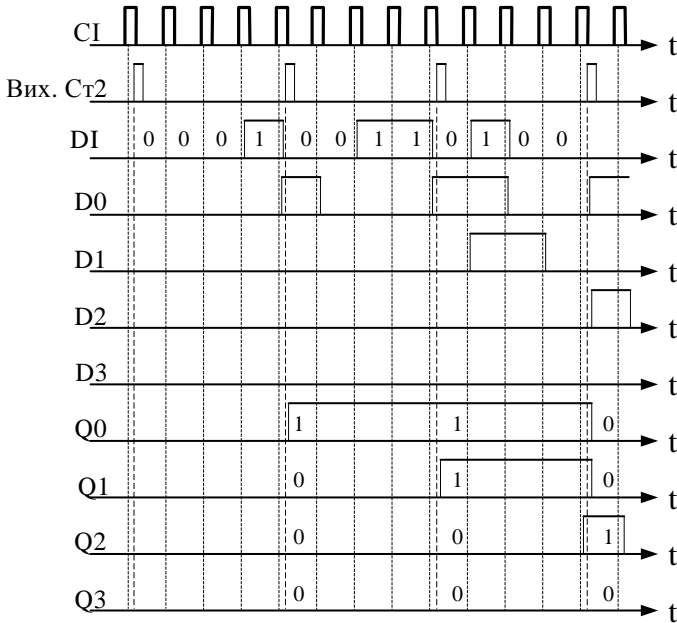 CI t
Вих. Ст2 t
DI 0 0 0 1 0 0 1 1 0 1 0 0 t
D0 t
D1 t
D2 t
D3 t
Q0 1 1 0 t
Q1 0 1 0 t
Q2 0 0 1 t
Q3 0 0 0 t